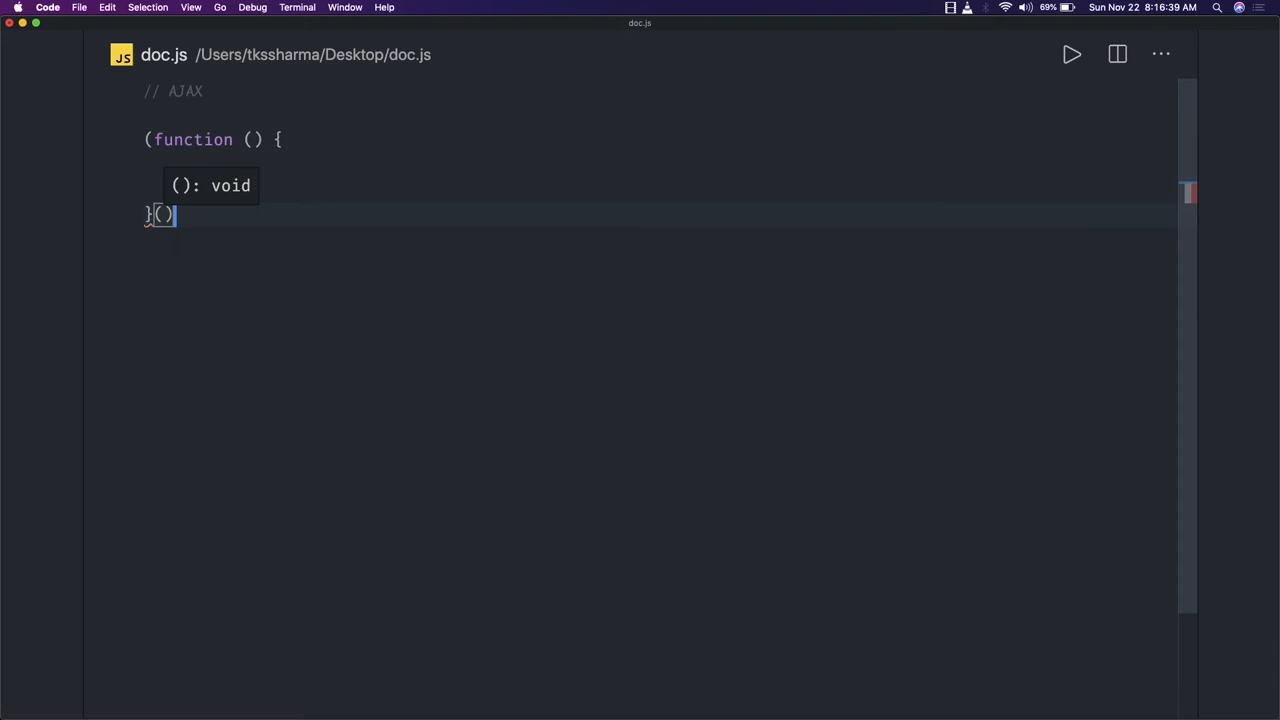 Code File Edit Selection View Go Debug Terminal Window Help 69% Sun Nov 22 8:16:39 AM
doc.js
JS doc.js /Users/tkssharma/Desktop/doc.js
// AJAX
(function () {
(): void
}()